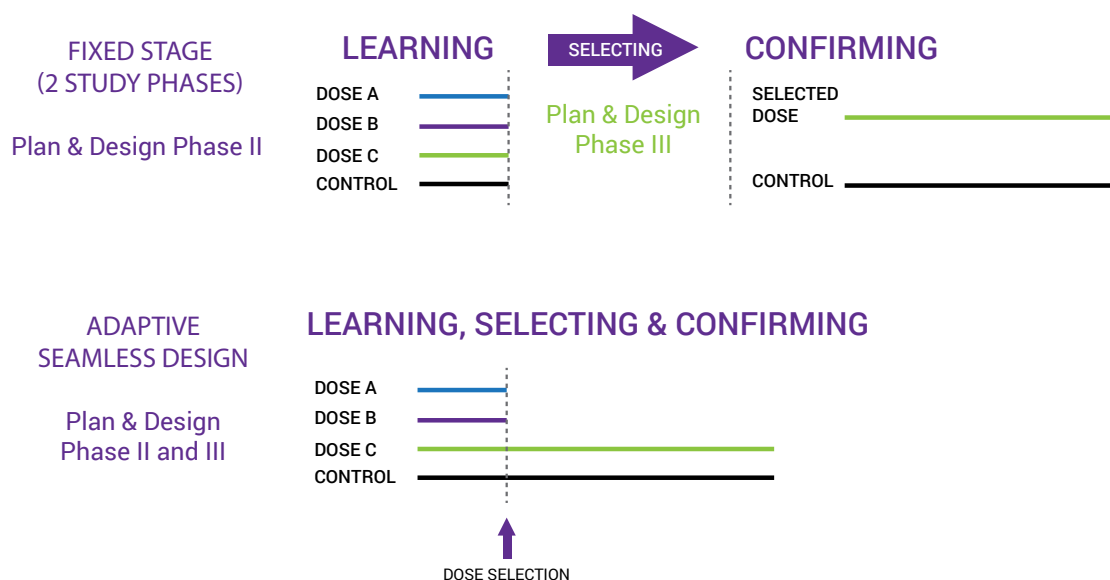 FIXED STAGE
(2 STUDY PHASES)
Plan & Design Phase II
LEARNING
DOSE A
DOSE B
DOSE C
CONTROL
SELECTING
Plan & Design
Phase III
CONFIRMING
SELECTED
DOSE
CONTROL
ADAPTIVE
SEAMLESS DESIGN
Plan & Design
Phase II and III
LEARNING, SELECTING & CONFIRMING
DOSE A
DOSE B
DOSE C
CONTROL
DOSE SELECTION